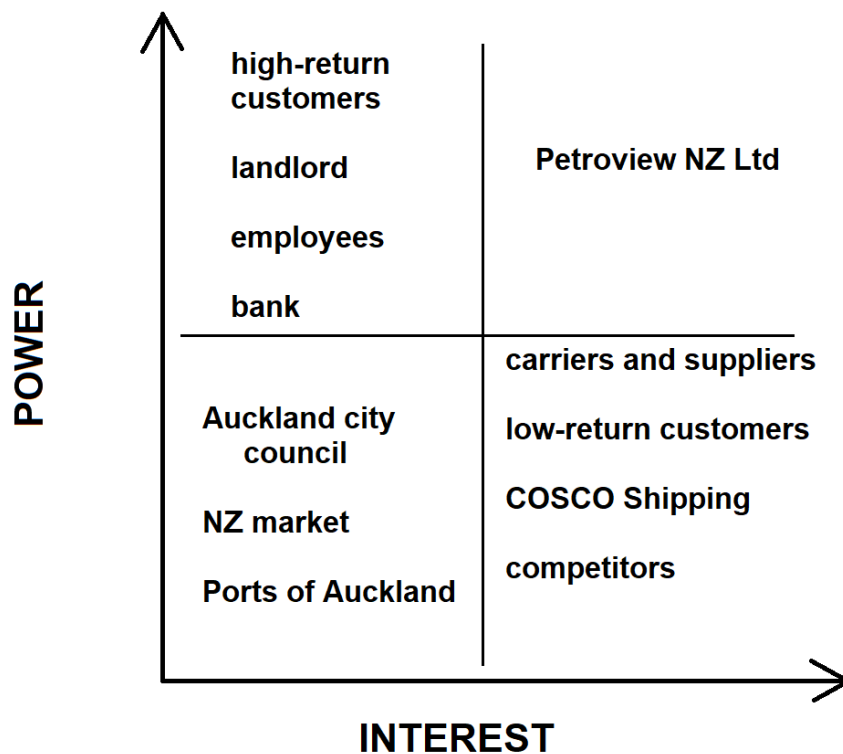 high-return
customers
landlord
employees
bank
Petroview NZ Ltd
POWER
Auckland city
council
NZ market
Ports of Auckland
carriers and suppliers
low-return customers
COSCO Shipping
competitors
INTEREST